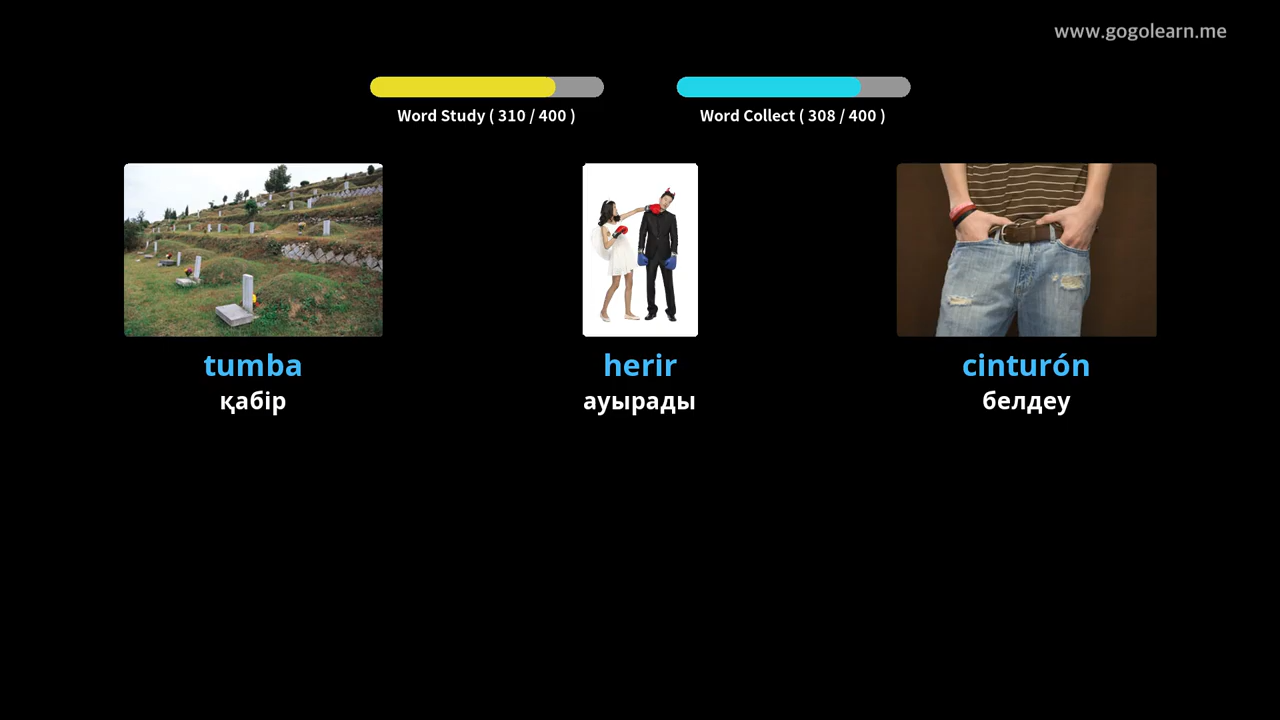 www.gogolearn.me
Word Study ( 310 / 400 )
Word Collect ( 308 / 400 )
tumba
қабір
herir
ауырады
cinturón
белдеу